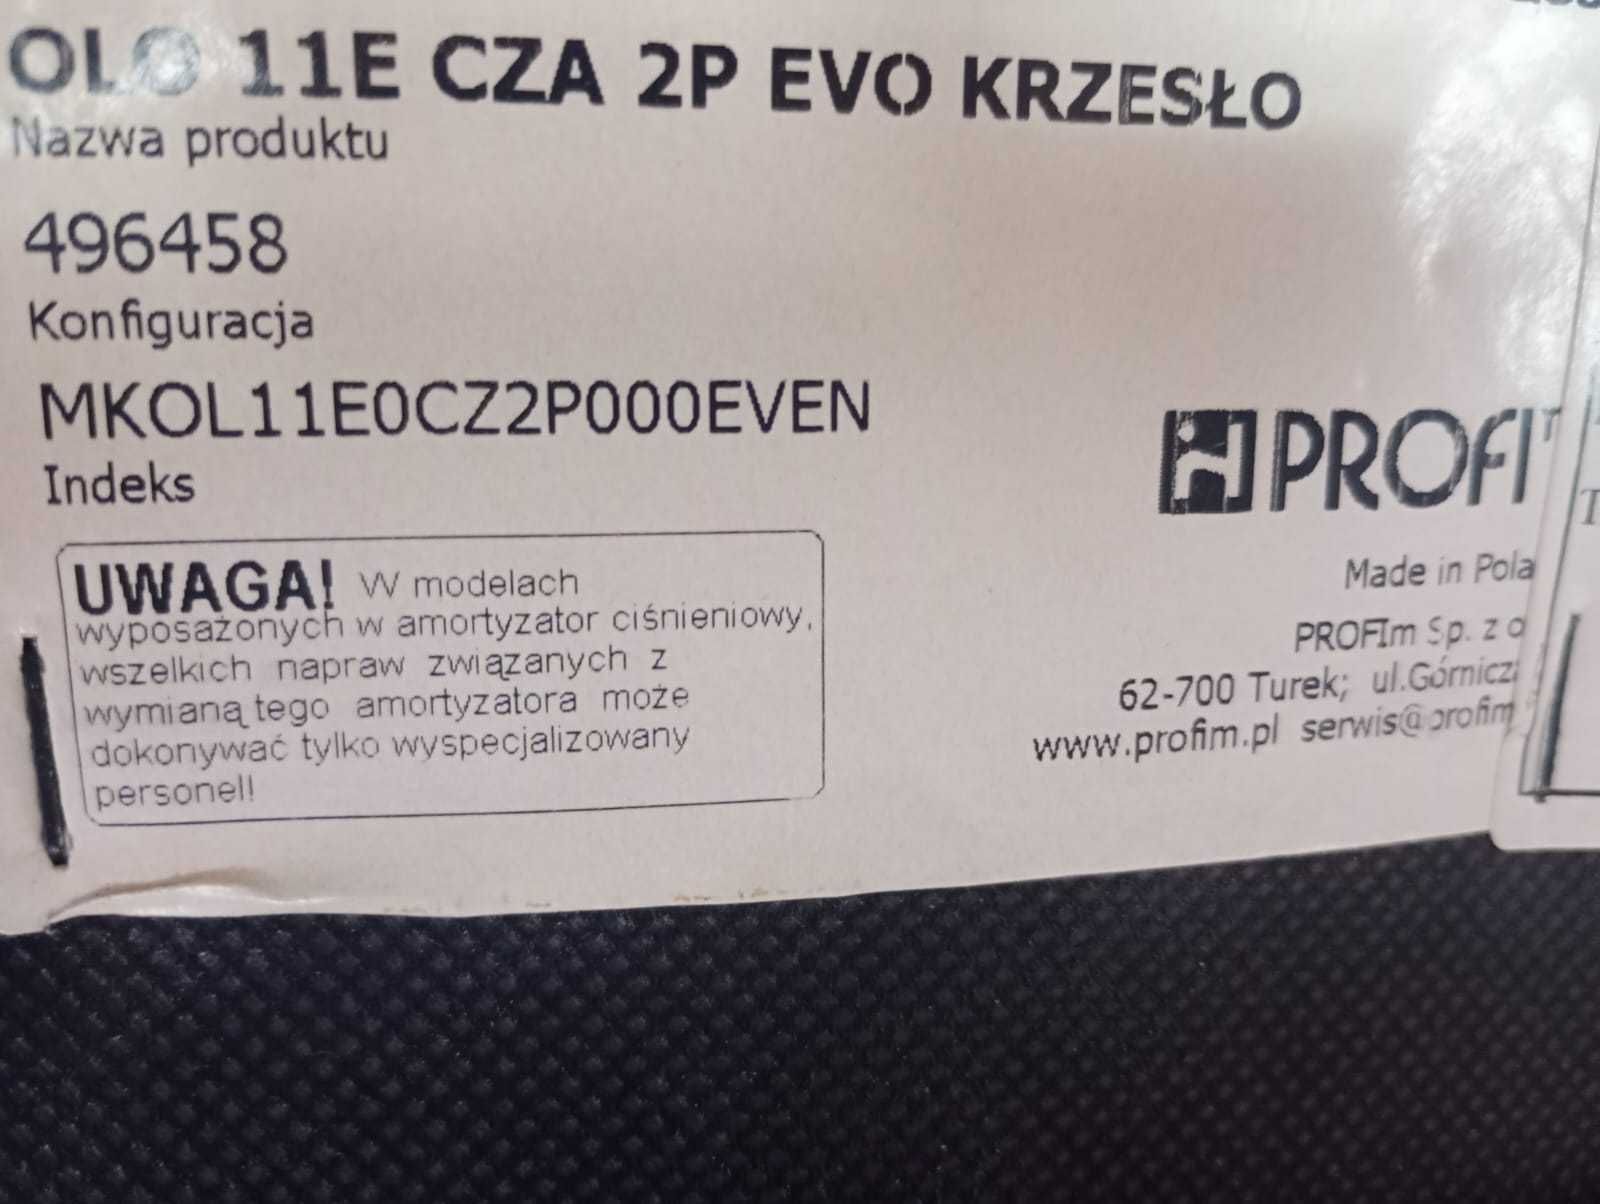 OLO 11E CZA 2P EVO KRZESŁO
Nazwa produktu
496458
Konfiguracja
MKOL11E0CZ2P000EVEN
Indeks
UWAGA! W modelach
wyposażonych w amortyzator ciśnieniowy,
wszelkich napraw związanych z
wymianą tego amortyzatora może
dokonywać tylko wyspecjalizowany
personel!
PROFI
Made in Pola
PROFIm Sp. z o
62-700 Turek; ul.Górnicz
www.profim.pl serwis@profim